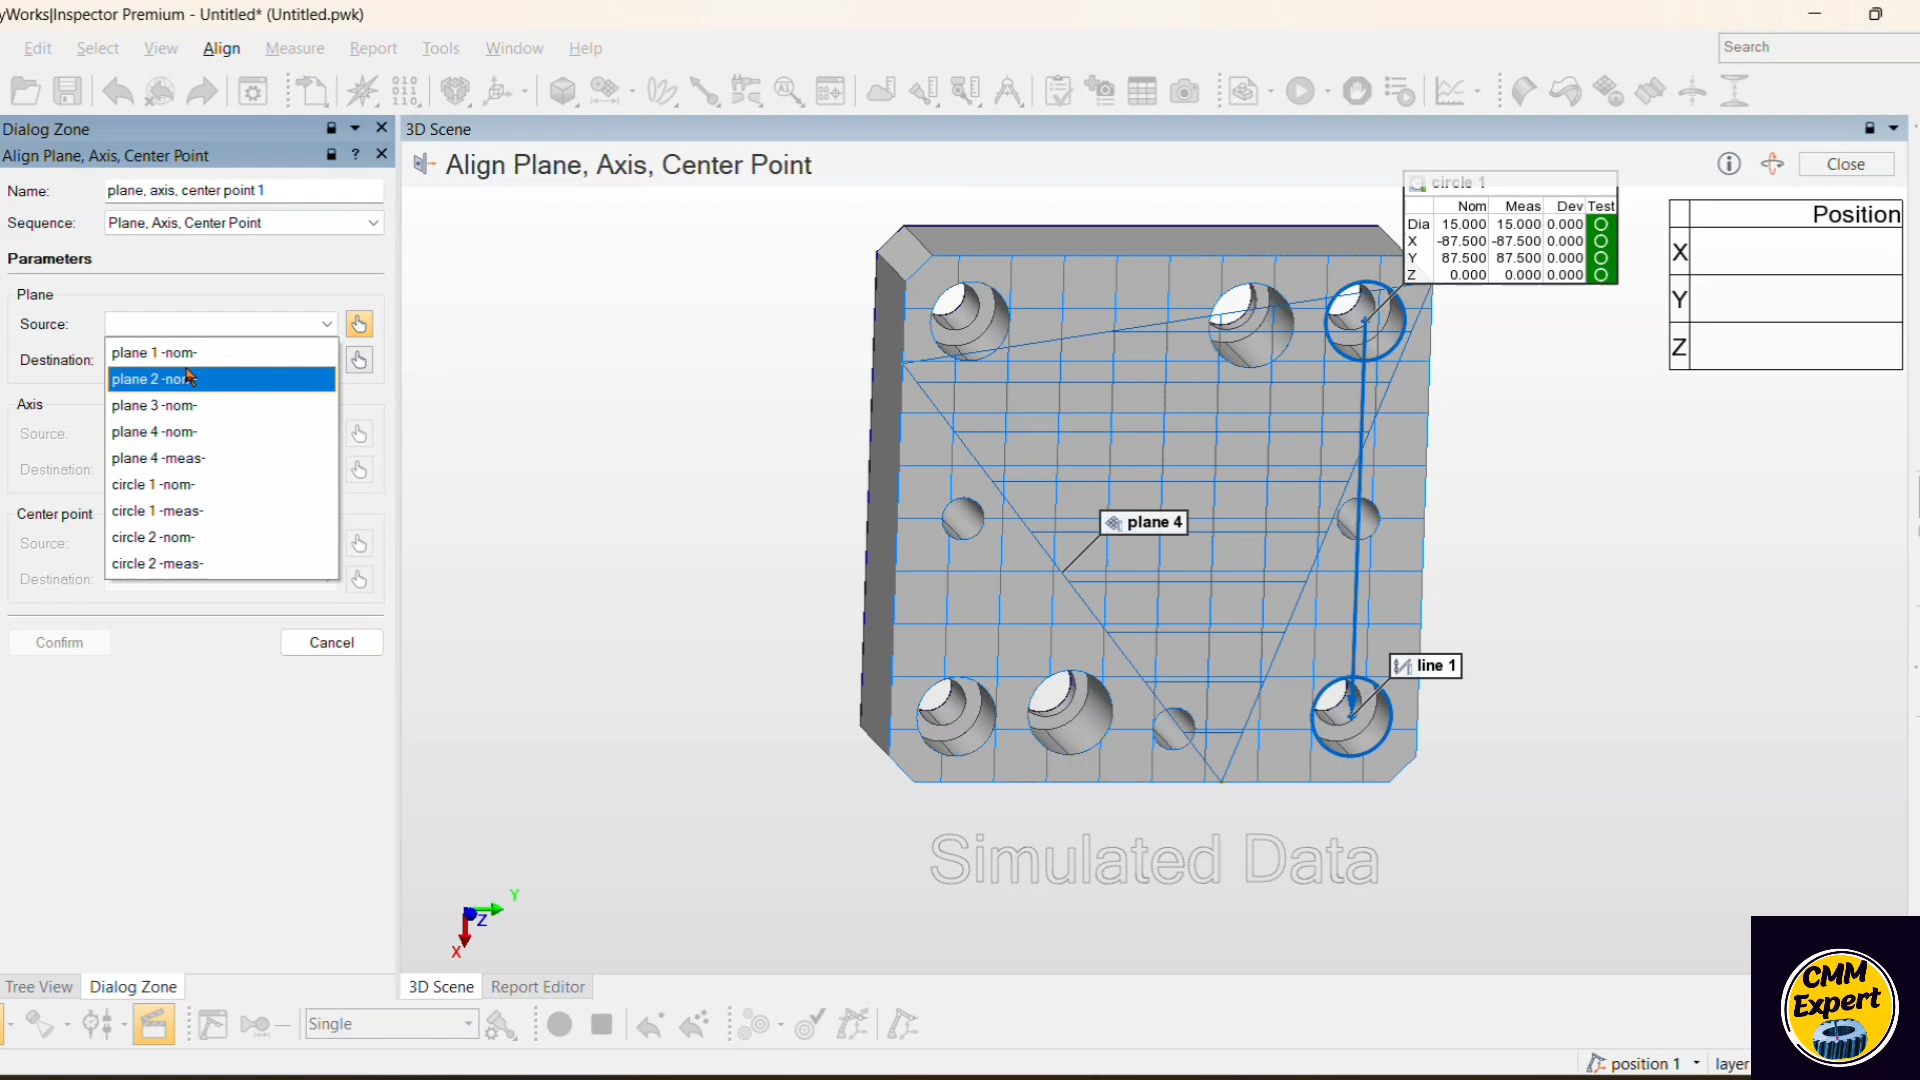 yWorks|Inspector Premium - Untitled* (Untitled.pwk)
Edit Select View Align Measure Report Tools Window Help
Search
Dialog Zone
3D Scene
Align Plane, Axis, Center Point
Align Plane, Axis, Center Point
Close
Name: plane, axis, center point 1
Sequence: Plane, Axis, Center Point
Parameters
Plane
Source:
Destination:
plane 1 -nom-
plane 2 -nom-
plane 3 -nom-
plane 4 -nom-
plane 4 -meas-
circle 1 -nom-
circle 1 -meas-
circle 2 -nom-
circle 2 -meas-
Axis
Source:
Destination:
Center point
Source:
Destination:
Confirm
Cancel
circle 1
Nom Meas Dev Test
Dia 15.000 15.000 0.000
X -87.500 -87.500 0.000
Y 87.500 87.500 0.000
Z 0.000 0.000 0.000
Position
X
Y
Z
plane 4
line 1
Simulated Data
Y
Z
X
Tree View Dialog Zone
3D Scene Report Editor
Single
position 1
layer
CMM
Expert